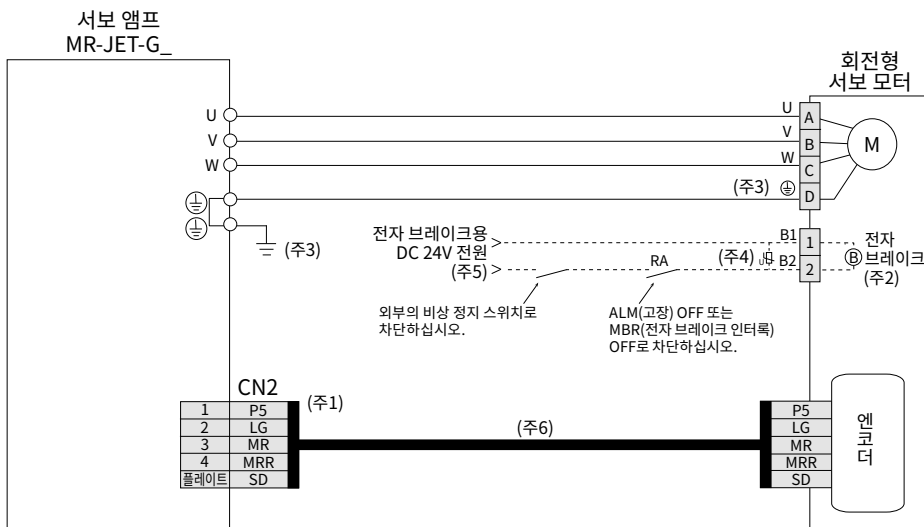 서보 앰프
MR-JET-G_
회전형
서보 모터
U
V
W
U
V
W
A
B
C
D
M
(주3)
(주3)
전자 브레이크용
DC 24V 전원
(주5)
RA
(주4)
U
B1
B2
1
2
B
전자
브레이크
(주2)
외부의 비상 정지 스위치로
차단하십시오.
ALM(고장) OFF 또는
MBR(전자 브레이크 인터록)
OFF로 차단하십시오.
CN2
(주1)
1 P5
2 LG
3 MR
4 MRR
플레이트 SD
(주6)
P5
LG
MR
MRR
SD
엔코더